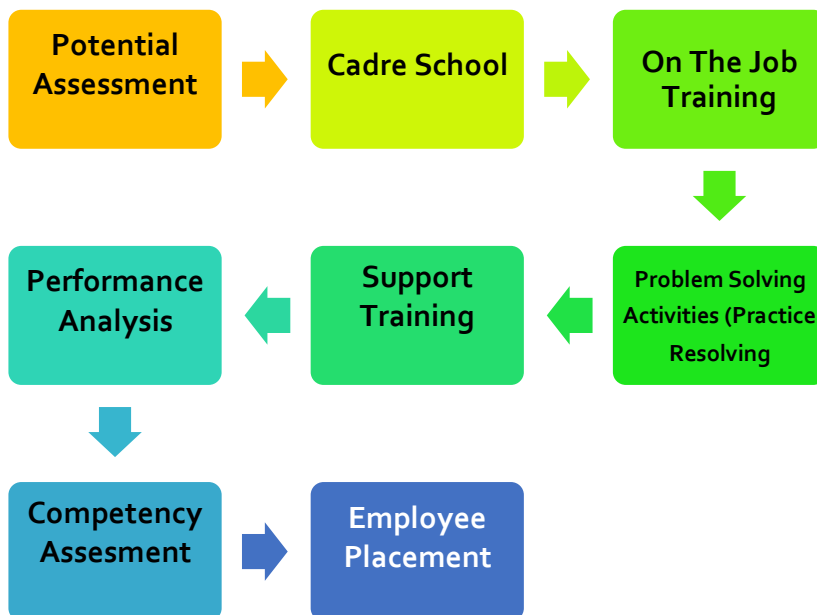 Potential
Assessment
Cadre School
On The Job
Training
Problem Solving
Activities (Practice
Resolving
Support
Training
Performance
Analysis
Competency
Assesment
Employee
Placement